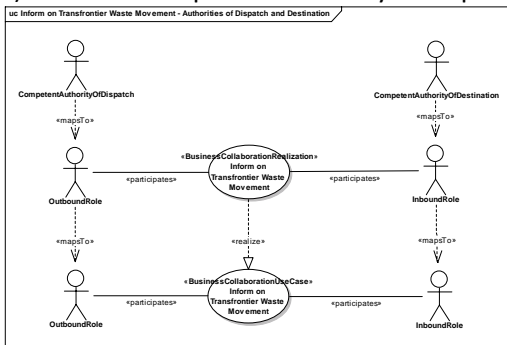 uc Inform on Transfrontier Waste Movement - Authorities of Dispatch and Destination
CompetentAuthorityOfDispatch
CompetentAuthorityOfDestination
«mapsTo»
«mapsTo»
«BusinessCollaborationRealization»
Inform on
Transfrontier Waste
Movement
«participates»
«participates»
OutboundRole
InboundRole
«mapsTo»
«realize»
«mapsTo»
«BusinessCollaborationUseCase»
Inform on
Transfrontier Waste
Movement
«participates»
«participates»
OutboundRole
InboundRole